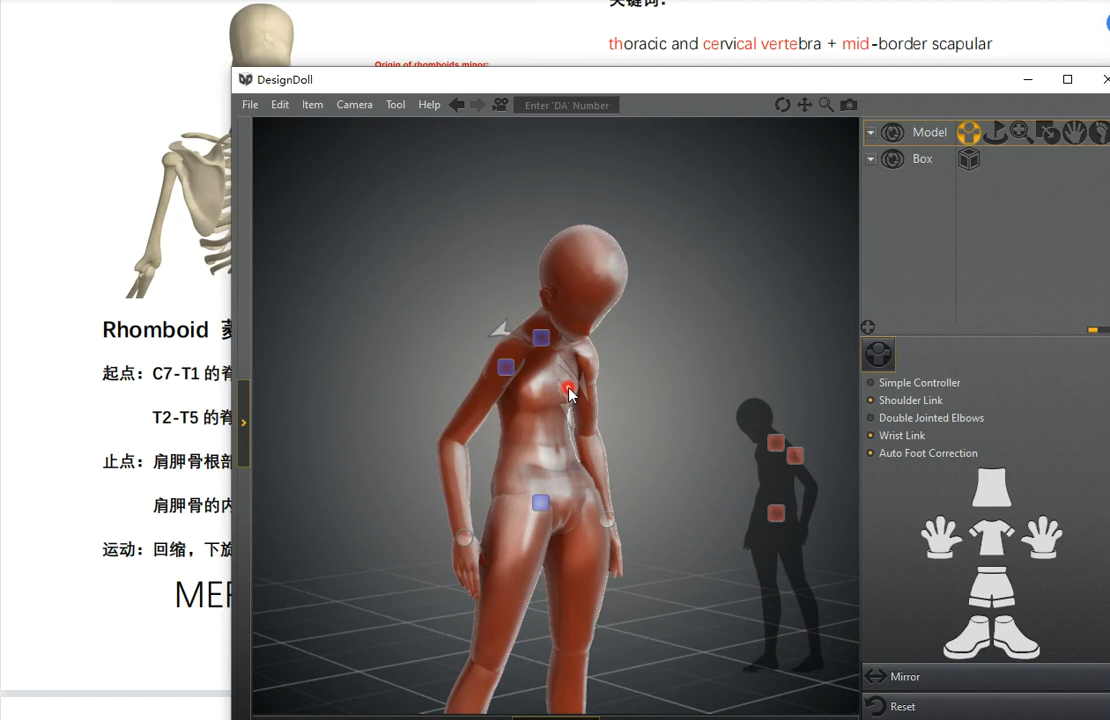 关键词：
thoracic and cervical vertebra + mid-border scapular
Origin of rhomboids minor:
DesignDoll
File Edit Item Camera Tool Help Enter 'DA' Number
Model
Box
Rhomboid 菱
起点：C7-T1 的脊
T2-T5 的脊
止点：肩胛骨根部
肩胛骨的内
运动：回缩，下旋
MER
Simple Controller
Shoulder Link
Double Jointed Elbows
Wrist Link
Auto Foot Correction
Mirror
Reset